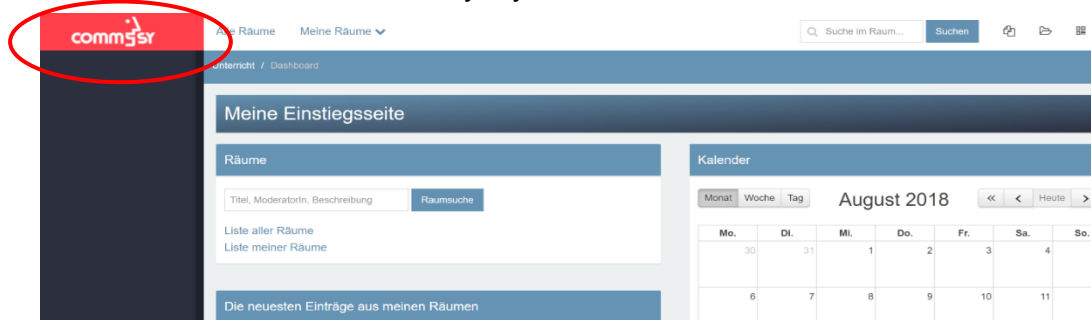 commsy
Alle Räume Meine Räume Suche im Raum... Suchen
Unterricht / Dashboard
Meine Einstiegsseite
Räume
Titel, ModeratorIn, Beschreibung Raumsuche
Liste aller Räume
Liste meiner Räume
Die neuesten Einträge aus meinen Räumen
Kalender
Monat Woche Tag August 2018 « < Heute >
Mo. Di. Mi. Do. Fr. Sa. So.
30 31 1 2 3 4
6 7 8 9 10 11